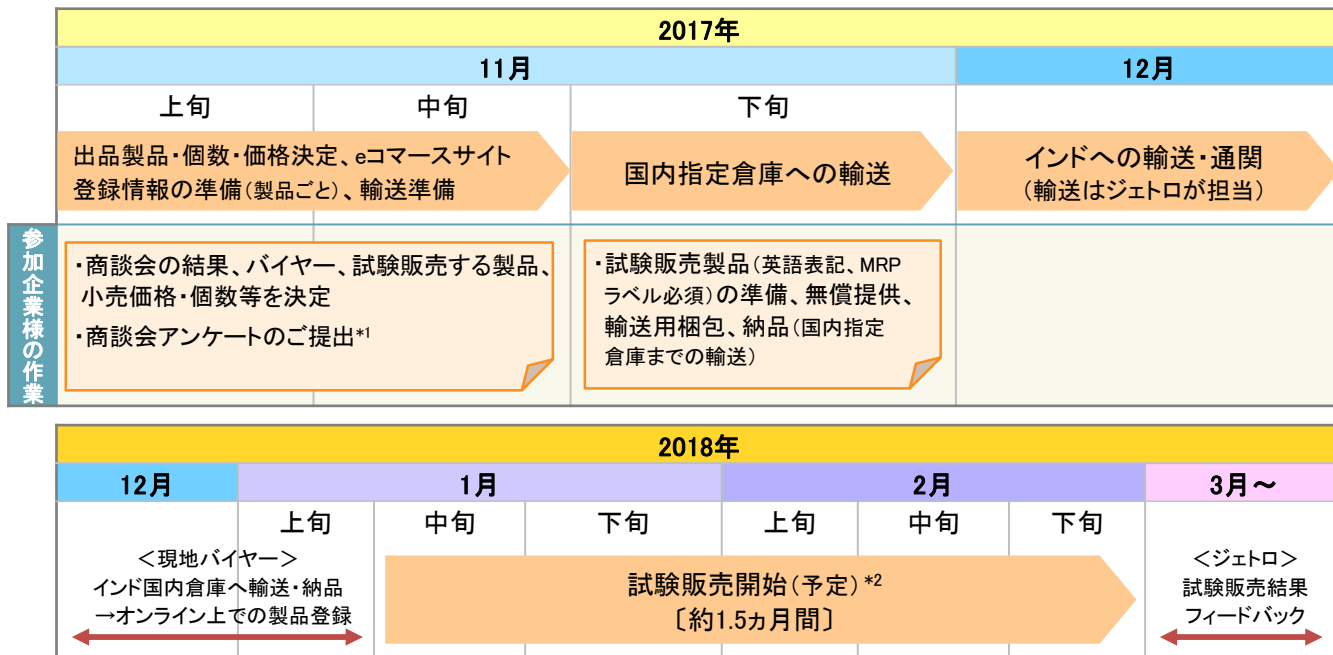 2017年
11月
12月
上旬
中旬
下旬
出品製品・個数・価格決定、eコマースサイト
登録情報の準備（製品ごと）、輸送準備
国内指定倉庫への輸送
インドへの輸送・通関
（輸送はジェトロが担当）
参加企業様の作業
・商談会の結果、バイヤー、試験販売する製品、
小売価格・個数等を決定
・商談会アンケートのご提出*1
・試験販売製品（英語表記、MRP
ラベル必須）の準備、無償提供、
輸送用梱包、納品（国内指定
倉庫までの輸送）
2018年
12月
1月
2月
3月～
上旬
中旬
下旬
上旬
中旬
下旬
＜現地バイヤー＞
インド国内倉庫へ輸送・納品
→オンライン上での製品登録
試験販売開始（予定）*2
〔約1.5ヵ月間〕
＜ジェトロ＞
試験販売結果
フィードバック